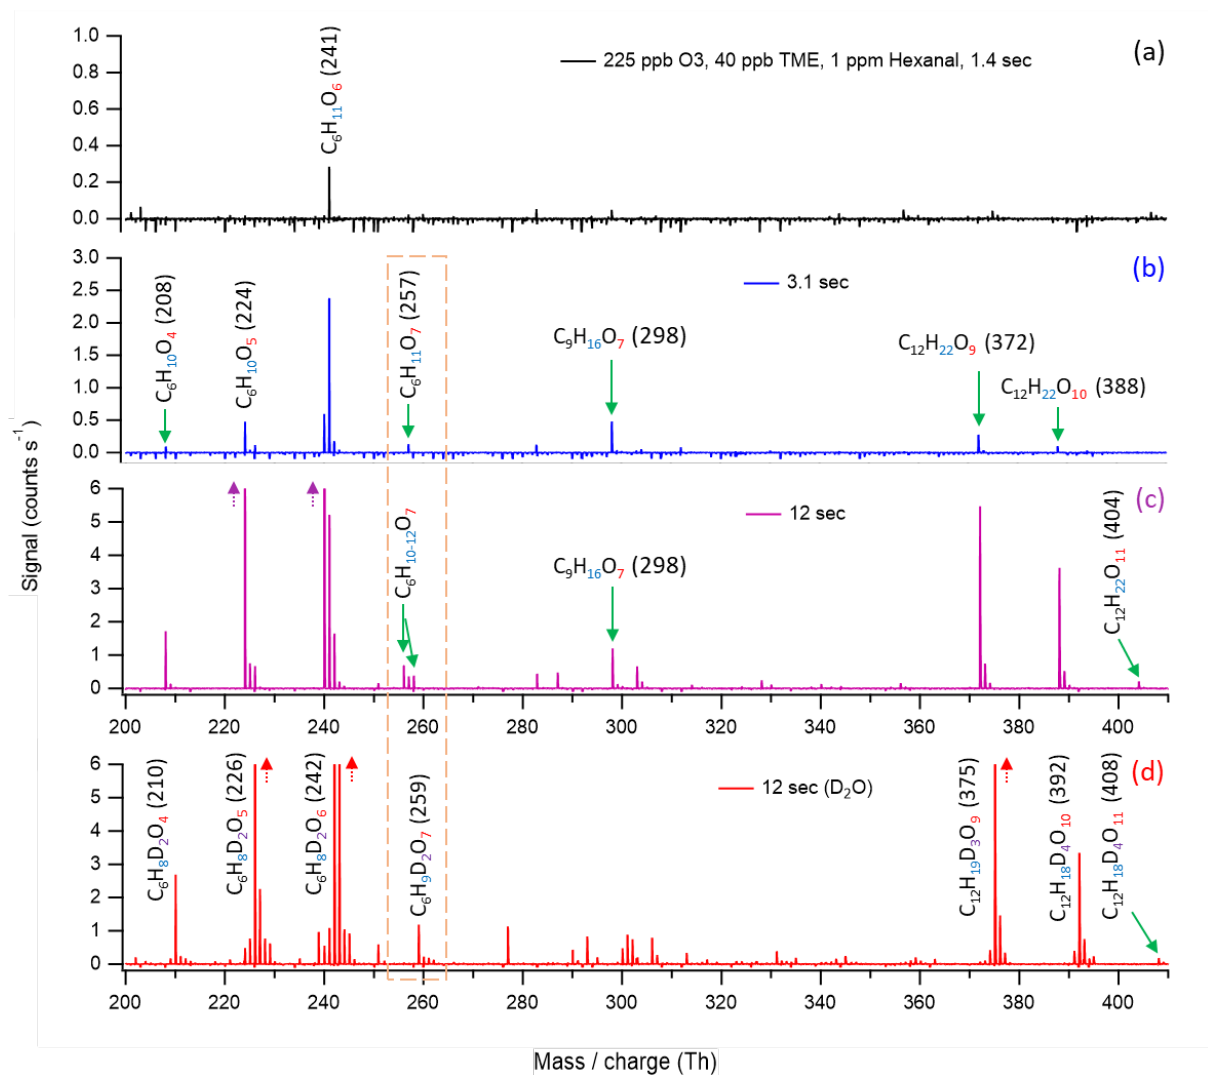 (a)
225 ppb O3, 40 ppb TME, 1 ppm Hexanal, 1.4 sec
C6H11O6 (241)
1.0
0.8
0.6
0.4
0.2
0.0
(b)
3.1 sec
C6H10O4 (208)
C6H10O5 (224)
C6H11O7 (257)
C9H16O7 (298)
C12H22O9 (372)
C12H22O10 (388)
3.0
2.5
2.0
1.5
1.0
0.5
0.0
(c)
12 sec
C6H10-12O7
C9H16O7 (298)
C12H22O11 (404)
6
5
4
3
2
1
0
200 220 240 260 280 300 320 340 360 380 400
(d)
12 sec (D2O)
C6H8D2O4 (210)
C6H8D2O5 (226)
C6H8D2O6 (242)
C6H9D2O7 (259)
C12H19D3O9 (375)
C12H18D4O10 (392)
C12H18D4O11 (408)
6
5
4
3
2
1
0
200 220 240 260 280 300 320 340 360 380 400
Signal (counts s-1)
Mass / charge (Th)